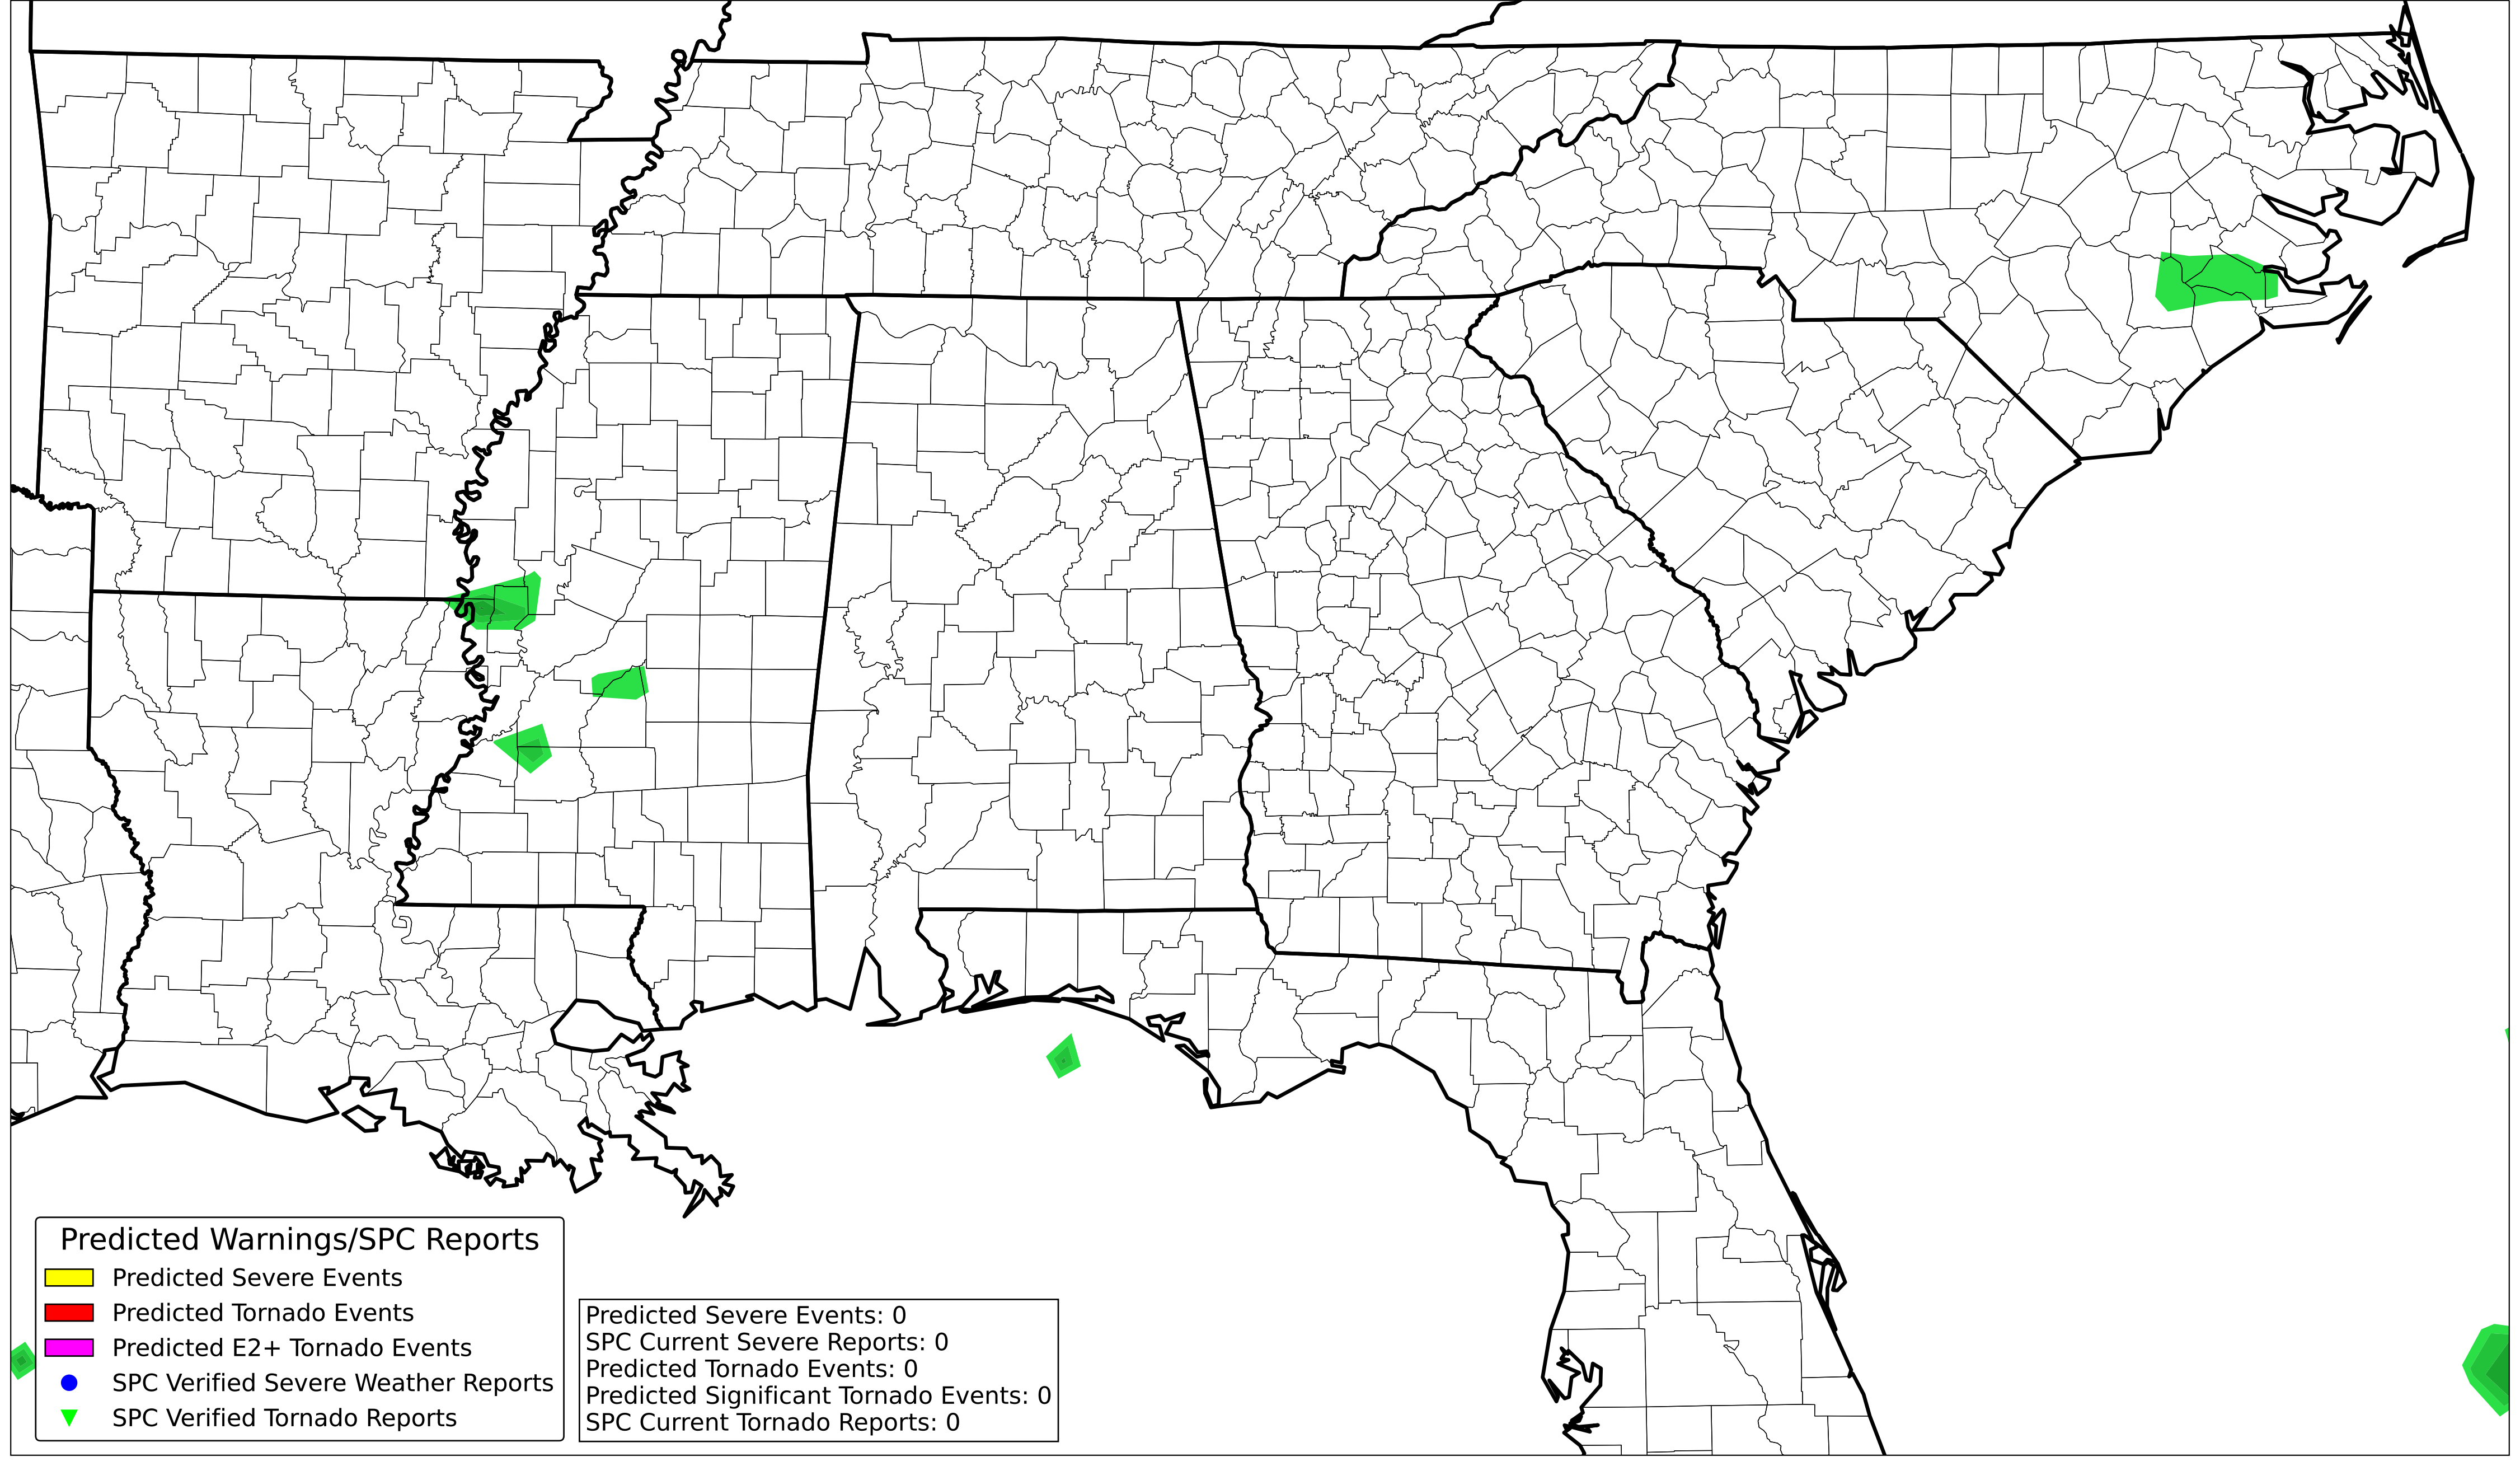 Predicted Warnings/SPC Reports
Predicted Severe Events
Predicted Tornado Events
Predicted E2+ Tornado Events
SPC Verified Severe Weather Reports
SPC Verified Tornado Reports
Predicted Severe Events: 0
SPC Current Severe Reports: 0
Predicted Tornado Events: 0
Predicted Significant Tornado Events: 0
SPC Current Tornado Reports: 0